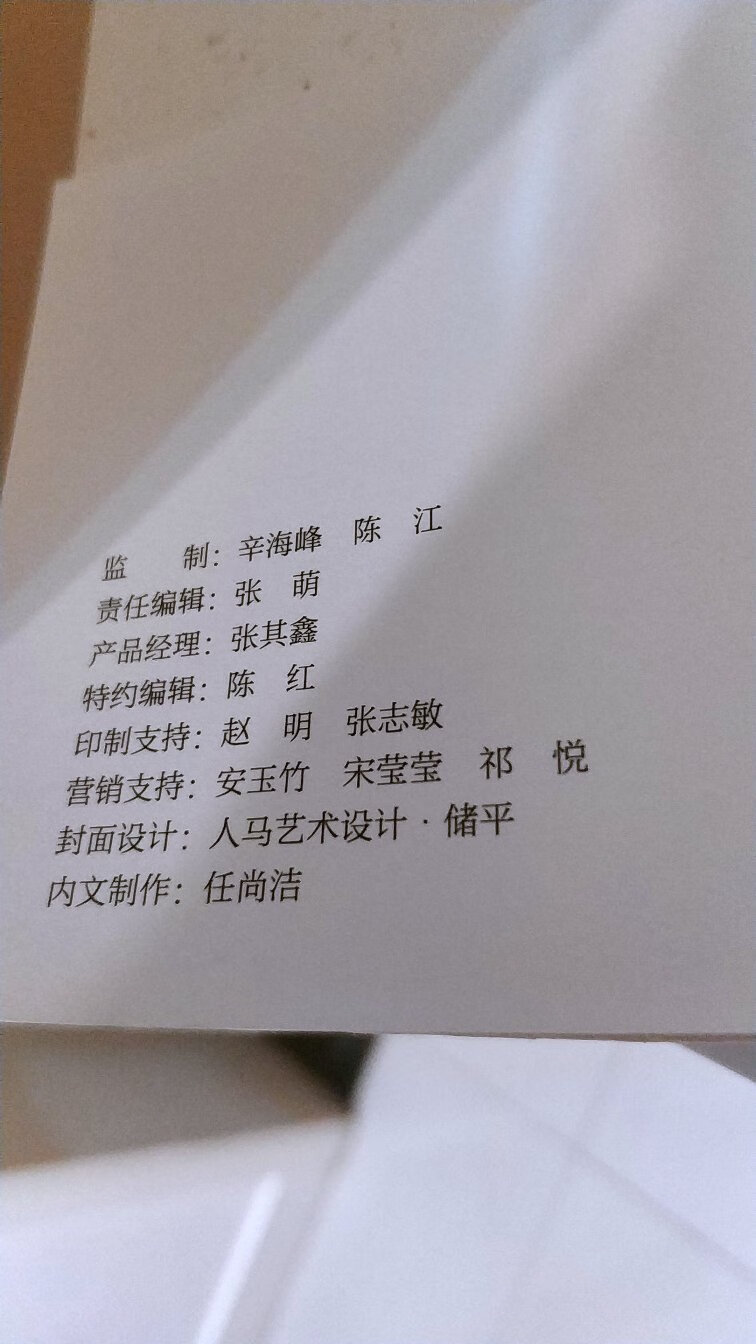 监　　制：辛海峰　陈　江
责任编辑：张　萌
产品经理：张其鑫
特约编辑：陈　红
印制支持：赵　明　张志敏
营销支持：安玉竹　宋莹莹　祁　悦
封面设计：人马艺术设计·储平
内文制作：任尚洁